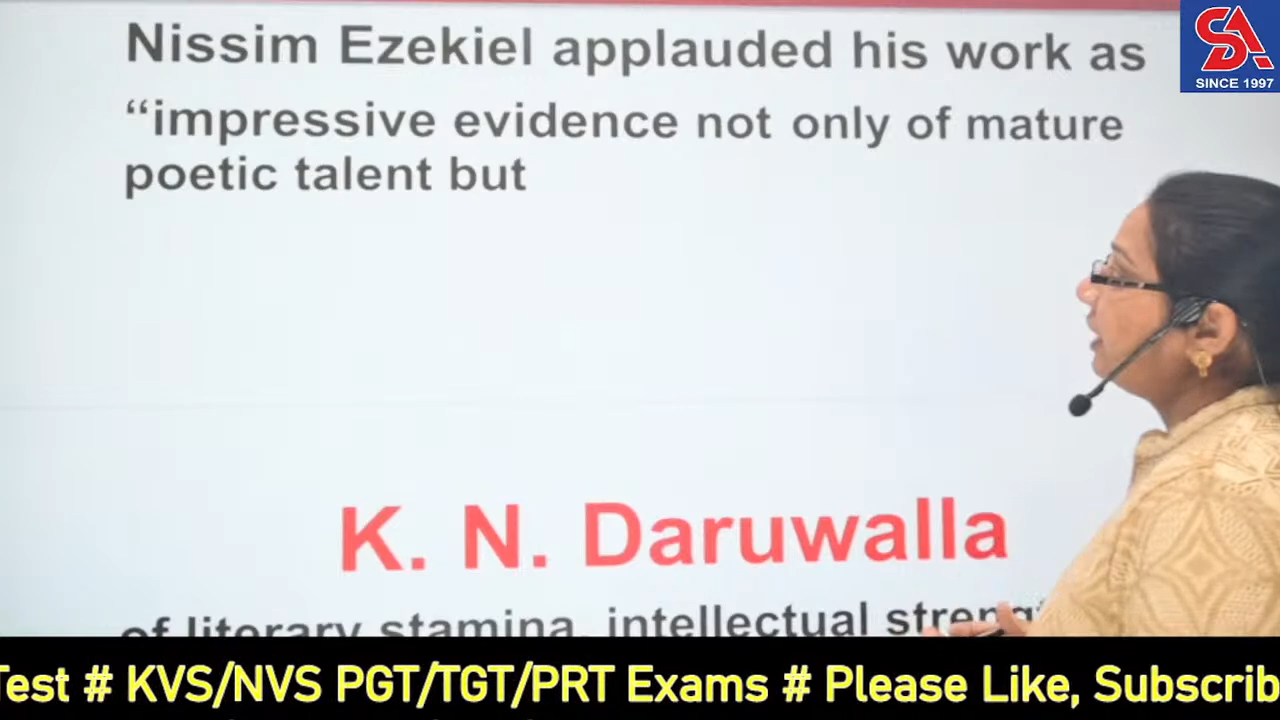 Nissim Ezekiel applauded his work as
“impressive evidence not only of mature
poetic talent but
K. N. Daruwalla
of literary stamina, intellectual
SA
SINCE 1997
Test # KVS/NVS PGT/TGT/PRT Exams # Please Like, Subscrib